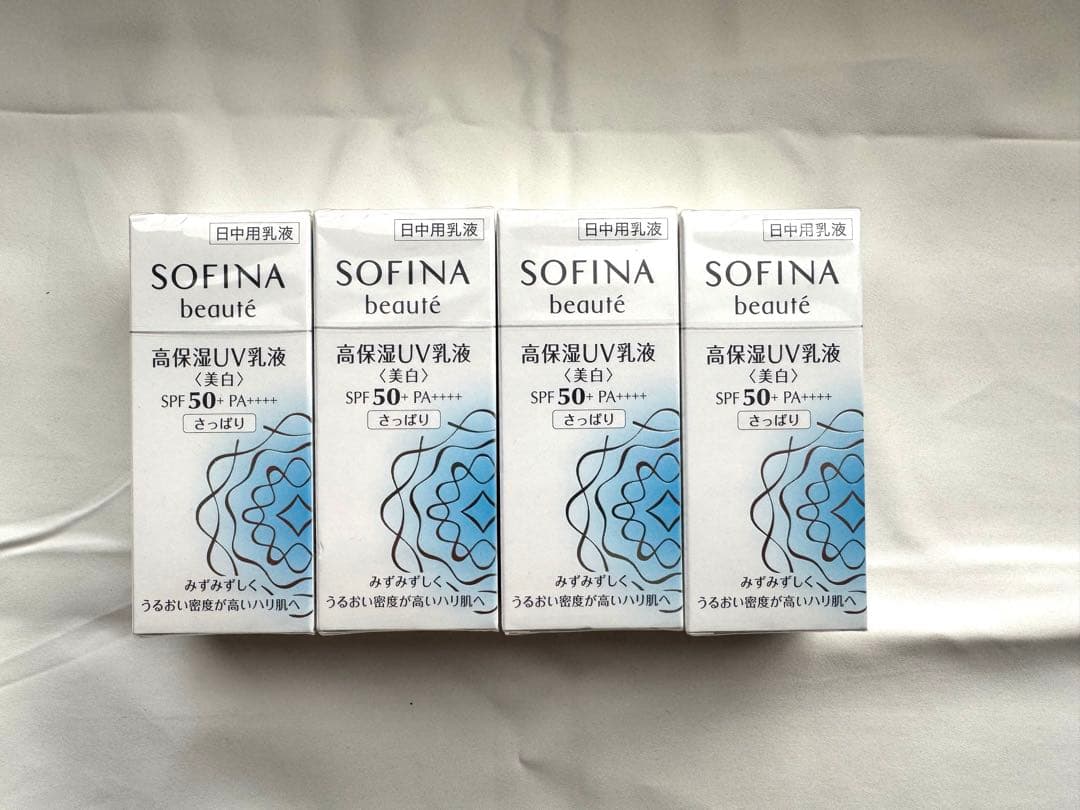 日中用乳液
SOFINA
beauté
高保湿UV乳液
〈美白〉
SPF 50+ PA++++
さっぱり
みずみずしく
うるおい密度が高いハリ肌へ
日中用乳液
SOFINA
beauté
高保湿UV乳液
〈美白〉
SPF 50+ PA++++
さっぱり
みずみずしく
うるおい密度が高いハリ肌へ
日中用乳液
SOFINA
beauté
高保湿UV乳液
〈美白〉
SPF 50+ PA++++
さっぱり
みずみずしく
うるおい密度が高いハリ肌へ
日中用乳液
SOFINA
beauté
高保湿UV乳液
〈美白〉
SPF 50+ PA++++
さっぱり
みずみずしく
うるおい密度が高いハリ肌へ